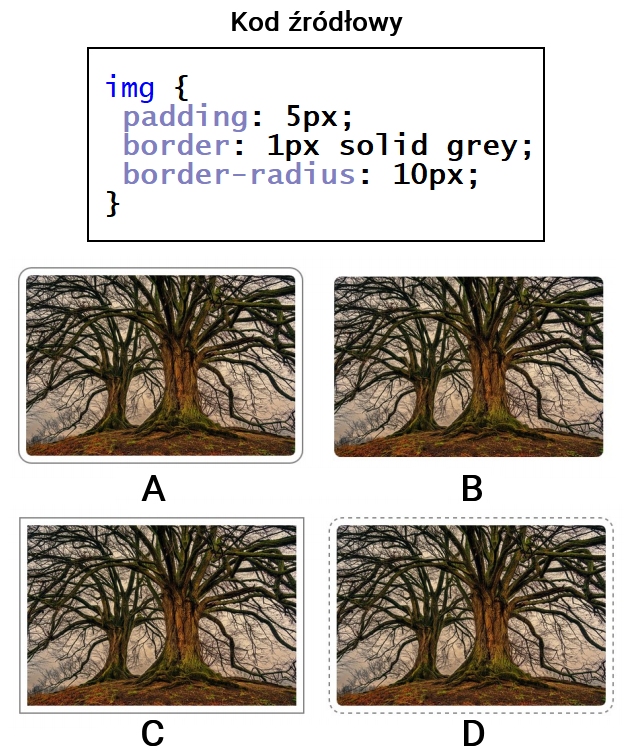 Kod źródłowy
img {
padding: 5px;
border: 1px solid grey;
border-radius: 10px;
}
A
B
C
D